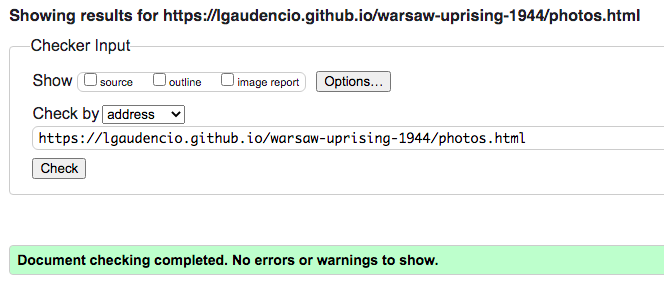 Showing results for https://lgaudencio.github.io/warsaw-uprising-1944/photos.html
Checker Input
Show source outline image report Options...
Check by address
https://lgaudencio.github.io/warsaw-uprising-1944/photos.html
Check
Document checking completed. No errors or warnings to show.